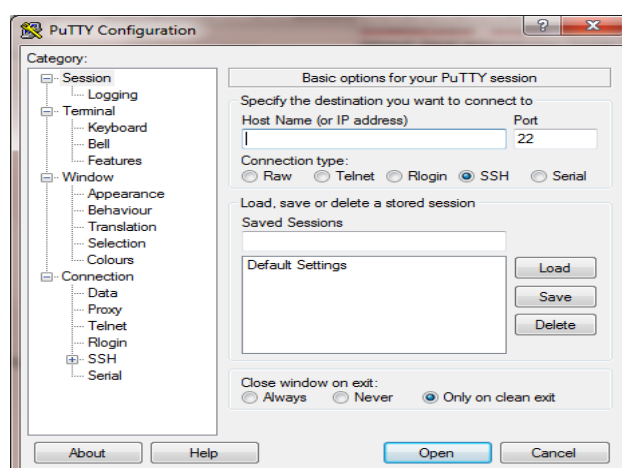 PuTTY Configuration
Category:
Session
Logging
Terminal
Keyboard
Bell
Features
Window
Appearance
Behaviour
Translation
Selection
Colours
Connection
Data
Proxy
Telnet
Rlogin
SSH
Serial
Basic options for your PuTTY session
Specify the destination you want to connect to
Host Name (or IP address) Port
22
Connection type:
Raw Telnet Rlogin SSH Serial
Load, save or delete a stored session
Saved Sessions
Default Settings
Load
Save
Delete
Close window on exit:
Always Never Only on clean exit
About Help Open Cancel